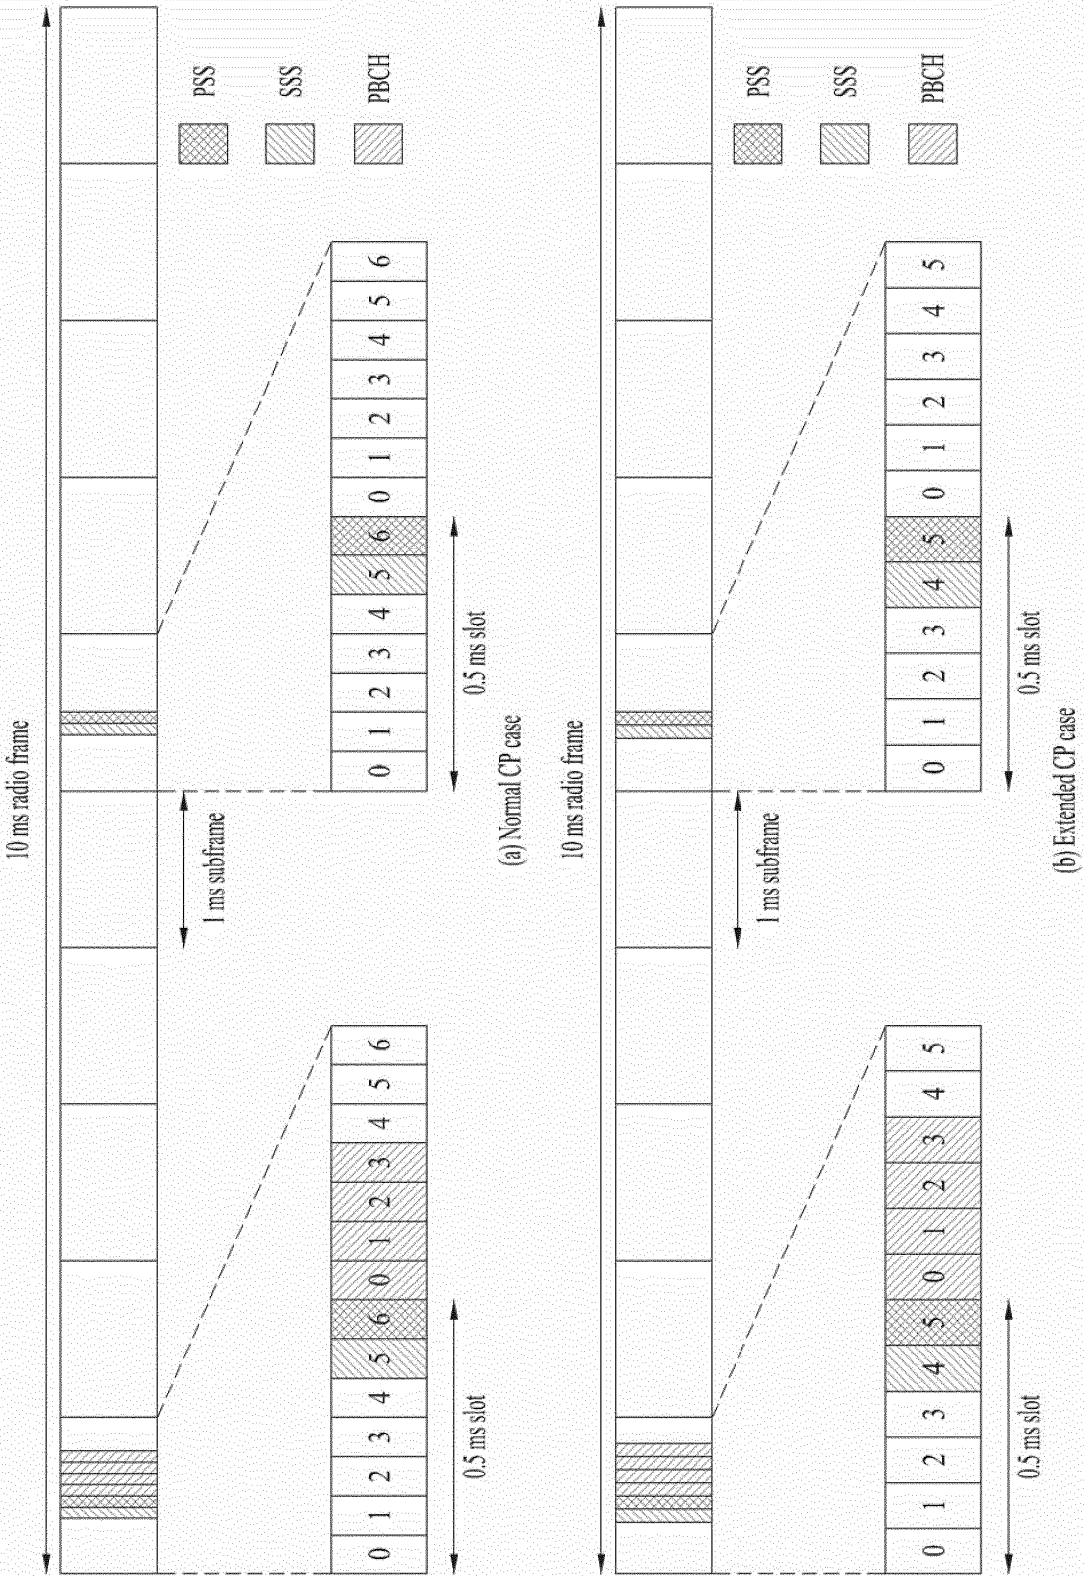 10 ms radio frame
1 ms subframe
0 1 2 3 4 5 6 0 1 2 3 4 5 6
0.5 ms slot
0 1 2 3 4 5 6 0 1 2 3 4 5 6
0.5 ms slot
PSS
SSS
PBCH
(a) Normal CP case
10 ms radio frame
1 ms subframe
0 1 2 3 4 5 0 1 2 3 4 5
0.5 ms slot
0 1 2 3 4 5 0 1 2 3 4 5
0.5 ms slot
PSS
SSS
PBCH
(b) Extended CP case